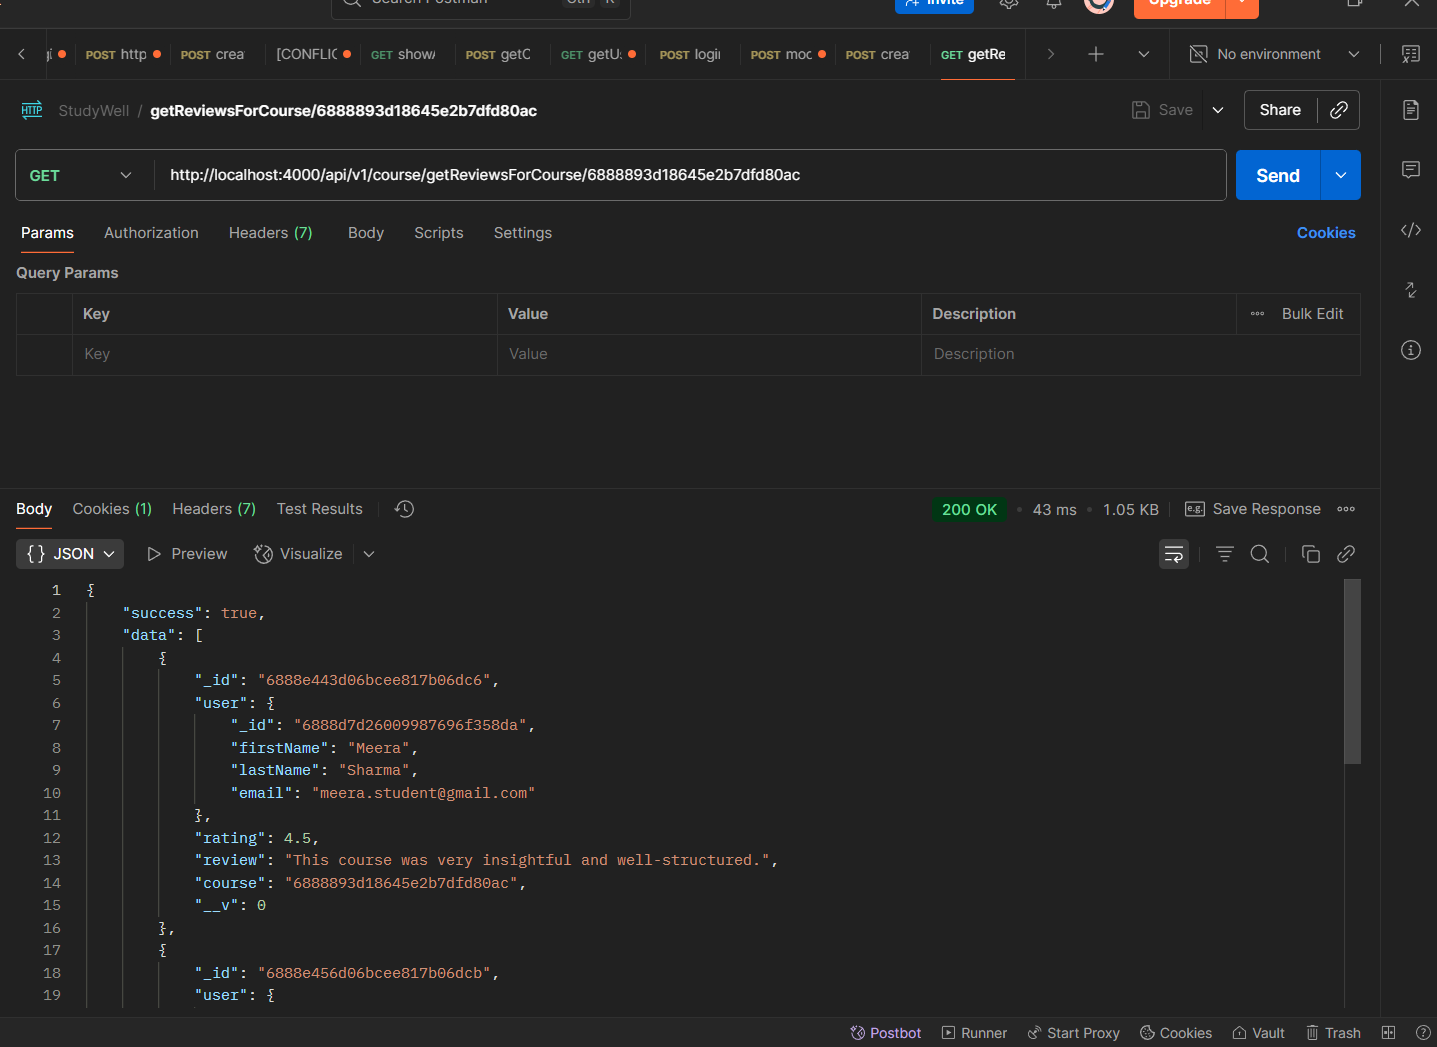 Search Postman Ctrl K Invite Upgrade
POST http POST crea [CONFLIC GET showA POST getC GET getU: POST login POST moc POST crea GET getRe No environment
HTTP StudyWell / getReviewsForCourse/6888893d18645e2b7dfd80ac Save Share
GET http://localhost:4000/api/v1/course/getReviewsForCourse/6888893d18645e2b7dfd80ac Send
Params Authorization Headers (7) Body Scripts Settings Cookies
Query Params
Key Value Description Bulk Edit
Key Value Description
Body Cookies (1) Headers (7) Test Results 200 OK 43 ms 1.05 KB e.g. Save Response
{} JSON Preview Visualize
1 {
2 "success": true,
3 "data": [
4 {
5 "_id": "6888e443d06bcee817b06dc6",
6 "user": {
7 "_id": "6888d7d26009987696f358da",
8 "firstName": "Meera",
9 "lastName": "Sharma",
10 "email": "meera.student@gmail.com"
11 },
12 "rating": 4.5,
13 "review": "This course was very insightful and well-structured.",
14 "course": "6888893d18645e2b7dfd80ac",
15 "__v": 0
16 },
17 {
18 "_id": "6888e456d06bcee817b06dcb",
19 "user": {
Postbot Runner Start Proxy Cookies Vault Trash